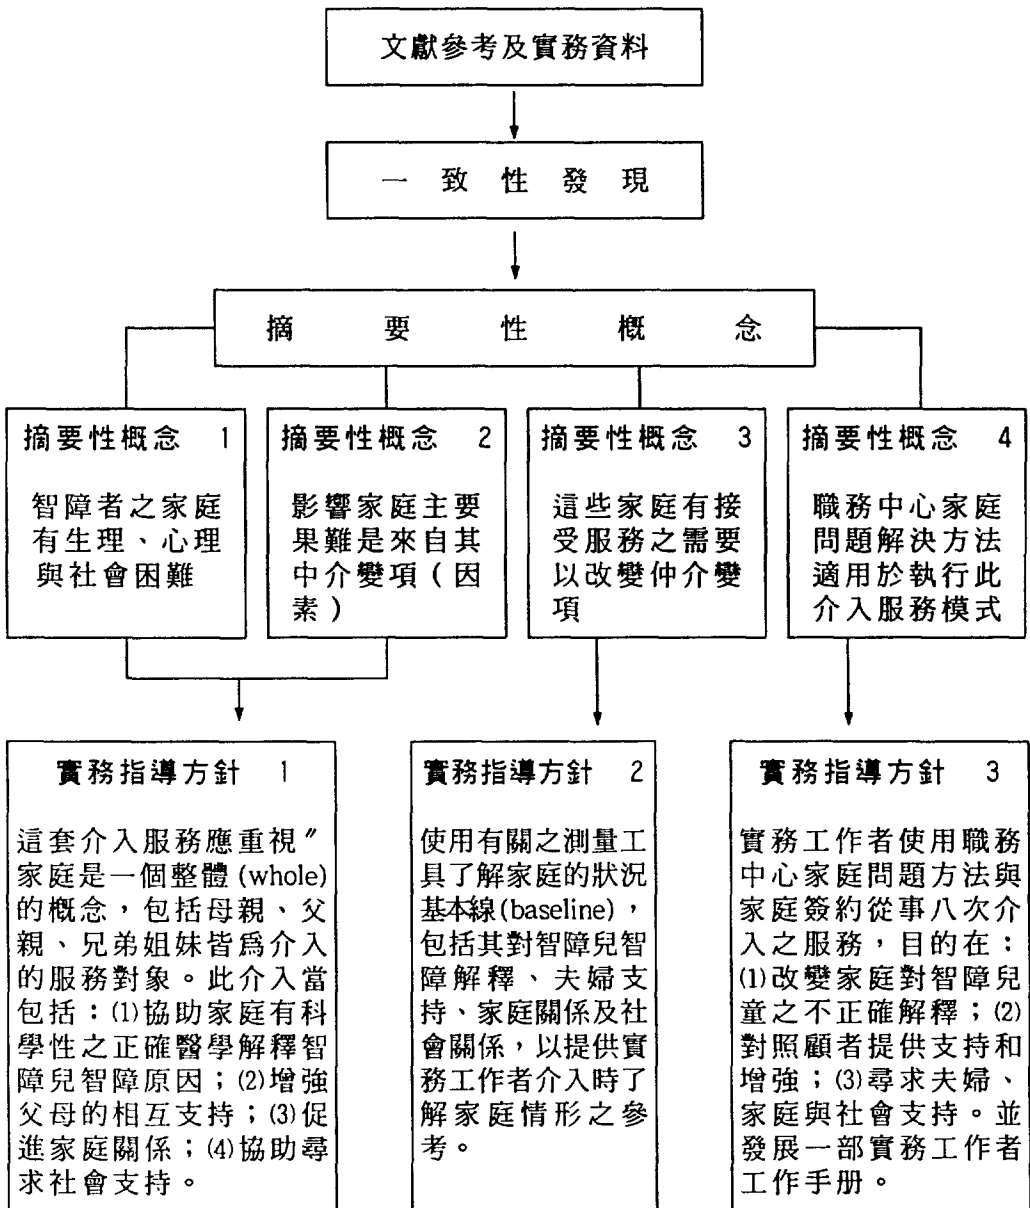 文獻參考及實務資料
一致性發現
摘要性概念
摘要性概念 1
智障者之家庭
有生理、心理
與社會困難
摘要性概念 2
影響家庭主要
果難是來自其
中介變項(因
素)
摘要性概念 3
這些家庭有接
受服務之需要
以改變仲介變
項
摘要性概念 4
職務中心家庭
問題解決方法
適用於執行此
介入服務模式
實務指導方針 1
這套介入服務應重視〞
家庭是一個整體(whole)
的概念,包括母親、父
親、兄弟姐妹皆爲介入
的服務對象。此介入當
包括:(1)協助家庭有科
學性之正確醫學解釋智
障兒智障原因;(2)增強
父母的相互支持;(3)促
進家庭關係;(4)協助尋
求社會支持。
實務指導方針 2
使用有關之測量工
具了解家庭的狀況
基本線(baseline),
包括其對智障兒智
障解釋、夫婦支
持、家庭關係及社
會關係,以提供實
務工作者介入時了
解家庭情形之參
考。
實務指導方針 3
實務工作者使用職務
中心家庭問題方法與
家庭簽約從事八次介
入之服務,目的在:
(1)改變家庭對智障兒
童之不正確解釋;(2)
對照顧者提供支持和
增強;(3)尋求夫婦、
家庭與社會支持。並
發展一部實務工作者
工作手册。